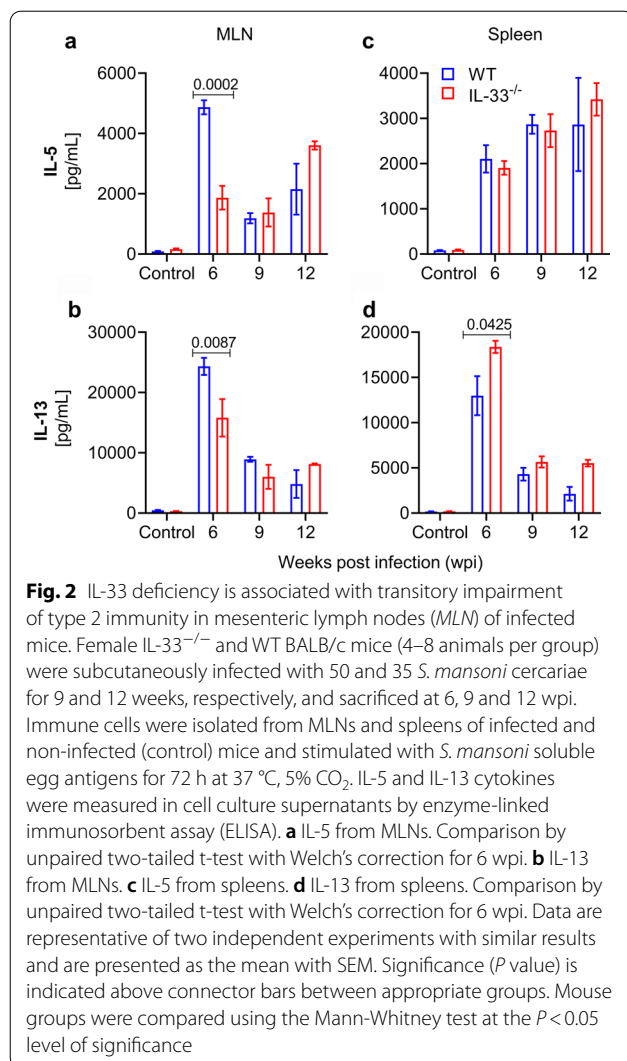 MLN
Spleen
a
c
IL-5
[pg/mL]
6000
4000
2000
0
0.0002
Control 6 9 12
4000
3000
2000
1000
0
WT
IL-33-/-
Control 6 9 12
b
d
IL-13
[pg/mL]
30000
20000
10000
0
0.0087
Control 6 9 12
20000
15000
10000
5000
0
0.0425
Control 6 9 12
Weeks post infection (wpi)
Fig. 2 IL-33 deficiency is associated with transitory impairment
of type 2 immunity in mesenteric lymph nodes (MLN) of infected
mice. Female IL-33−/− and WT BALB/c mice (4–8 animals per group)
were subcutaneously infected with 50 and 35 S. mansoni cercariae
for 9 and 12 weeks, respectively, and sacrificed at 6, 9 and 12 wpi.
Immune cells were isolated from MLNs and spleens of infected and
non-infected (control) mice and stimulated with S. mansoni soluble
egg antigens for 72 h at 37 °C, 5% CO2. IL-5 and IL-13 cytokines
were measured in cell culture supernatants by enzyme-linked
immunosorbent assay (ELISA). a IL-5 from MLNs. Comparison by
unpaired two-tailed t-test with Welch's correction for 6 wpi. b IL-13
from MLNs. c IL-5 from spleens. d IL-13 from spleens. Comparison by
unpaired two-tailed t-test with Welch's correction for 6 wpi. Data are
representative of two independent experiments with similar results
and are presented as the mean with SEM. Significance (P value) is
indicated above connector bars between appropriate groups. Mouse
groups were compared using the Mann-Whitney test at the P < 0.05
level of significance